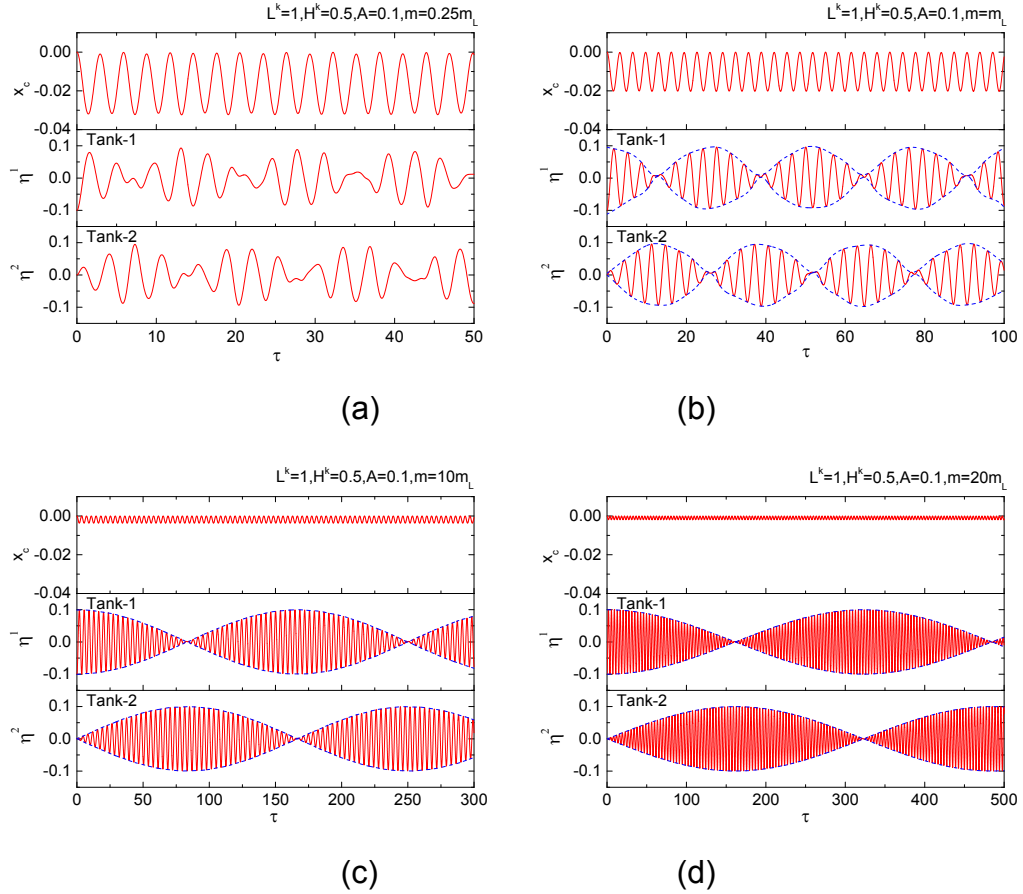 L^k=1,H^k=0.5,A=0.1,m=0.25m_L
0.00
-0.02
-0.04
x_c
Tank-1
0.1
0.0
-0.1
η^1
Tank-2
0.1
0.0
-0.1
η^2
0 10 20 30 40 50
τ
(a)
L^k=1,H^k=0.5,A=0.1,m=m_L
0.00
-0.02
-0.04
x_c
Tank-1
0.1
0.0
-0.1
η^1
Tank-2
0.1
0.0
-0.1
η^2
0 20 40 60 80 100
τ
(b)
L^k=1,H^k=0.5,A=0.1,m=10m_L
0.00
-0.02
-0.04
x_c
Tank-1
0.1
0.0
-0.1
η^1
Tank-2
0.1
0.0
-0.1
η^2
0 50 100 150 200 250 300
τ
(c)
L^k=1,H^k=0.5,A=0.1,m=20m_L
0.00
-0.02
-0.04
x_c
Tank-1
0.1
0.0
-0.1
η^1
Tank-2
0.1
0.0
-0.1
η^2
0 100 200 300 400 500
τ
(d)